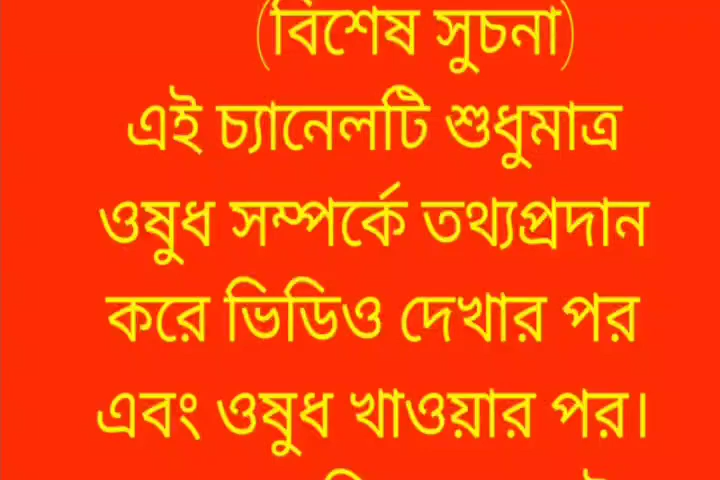 (বিশেষ সুচনা)
এই চ্যানেলটি শুধুমাত্র
ওষুধ সম্পর্কে তথ্যপ্রদান
করে ভিডিও দেখার পর
এবং ওষুধ খাওয়ার পর।